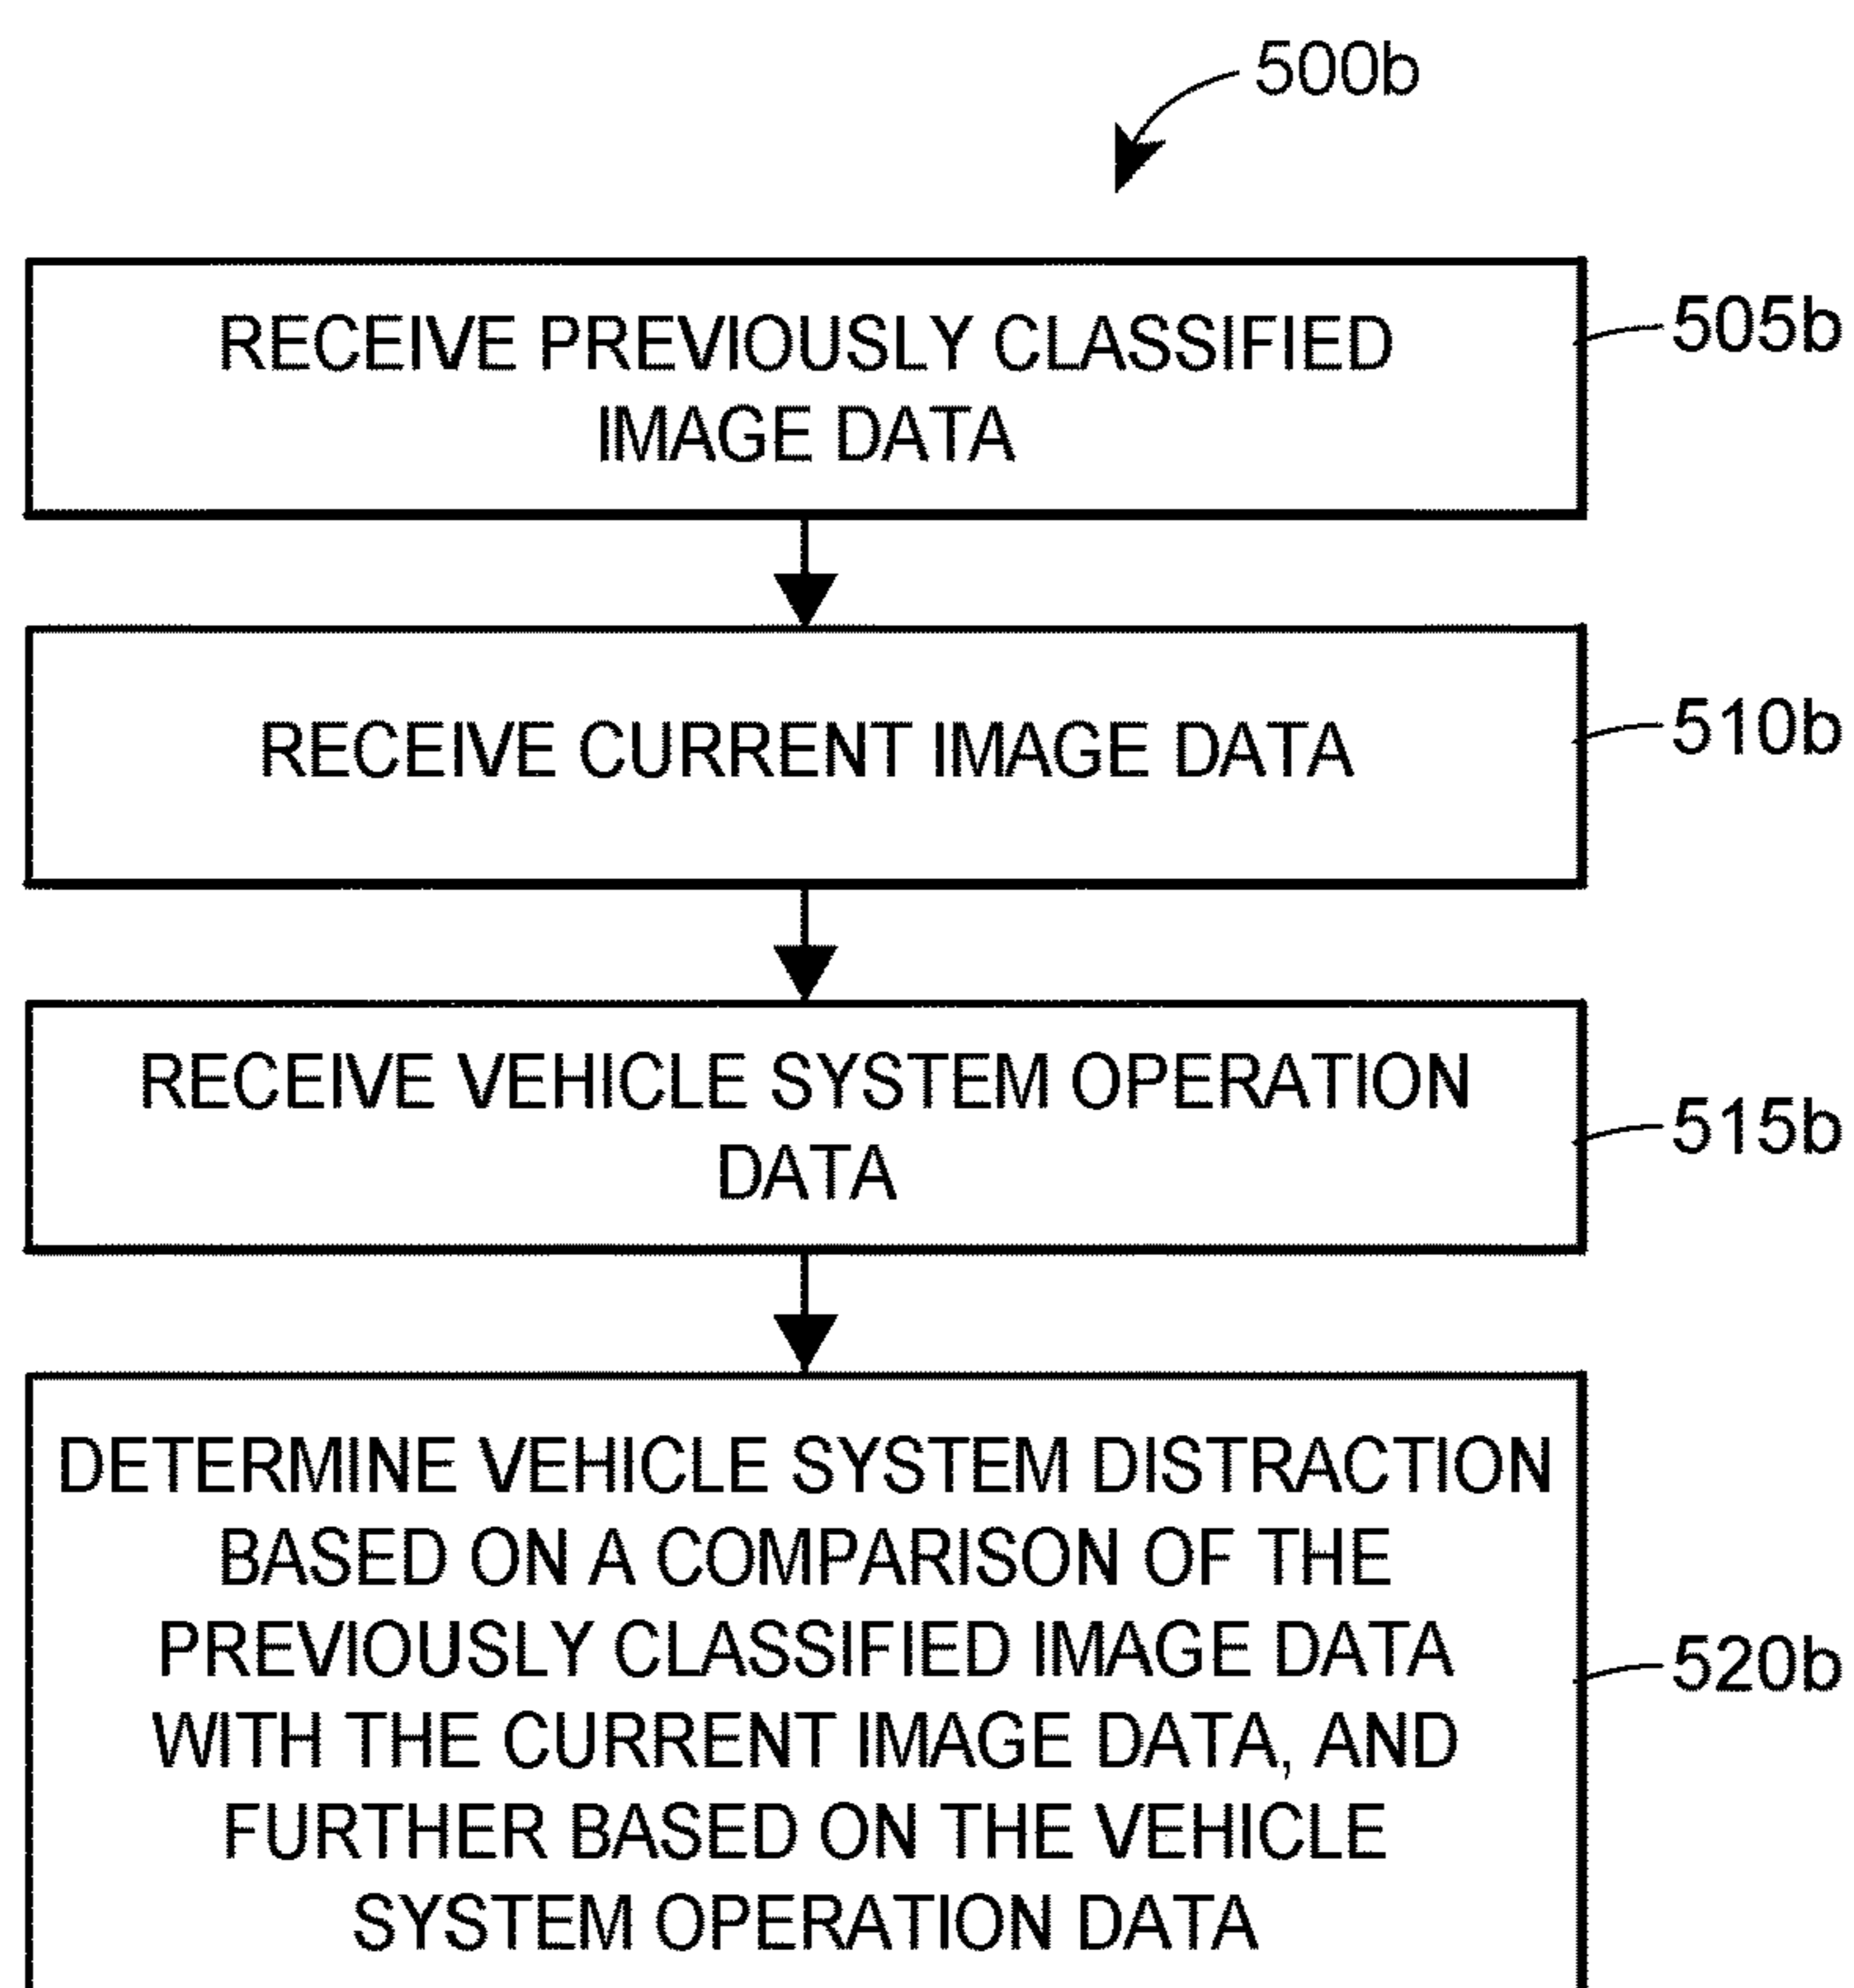 500b
RECEIVE PREVIOUSLY CLASSIFIED
IMAGE DATA
505b
RECEIVE CURRENT IMAGE DATA
510b
RECEIVE VEHICLE SYSTEM OPERATION
DATA
515b
DETERMINE VEHICLE SYSTEM DISTRACTION
BASED ON A COMPARISON OF THE
PREVIOUSLY CLASSIFIED IMAGE DATA
WITH THE CURRENT IMAGE DATA, AND
FURTHER BASED ON THE VEHICLE
SYSTEM OPERATION DATA
520b